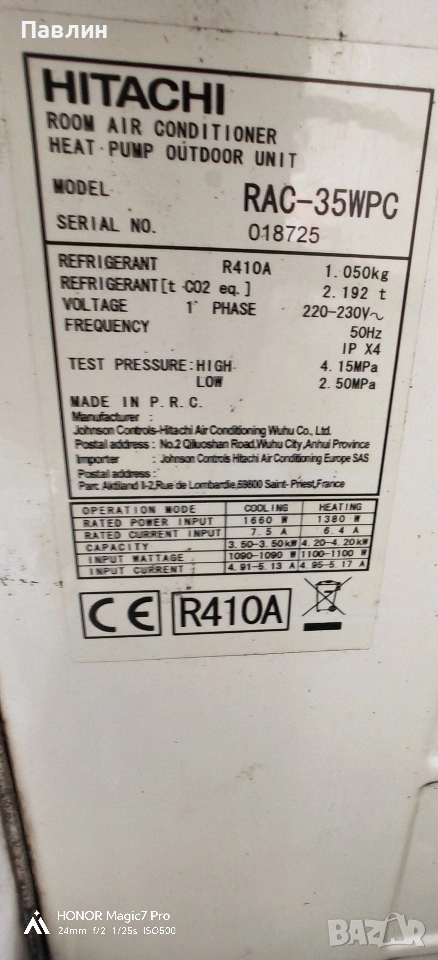 Павлин
HITACHI
ROOM AIR CONDITIONER
HEAT PUMP OUTDOOR UNIT
MODEL RAC-35WPC
SERIAL NO. 018725
REFRIGERANT R410A 1.050kg
REFRIGERANT[t CO2 eq.] 2.192 t
VOLTAGE 1 PHASE 220-230V~
FREQUENCY 50Hz
IP X4
TEST PRESSURE:HIGH 4.15MPa
LOW 2.50MPa
MADE IN P.R.C.
Manufacturer :
Johnson Controls-Hitachi Air Conditioning Wuhu Co., Ltd.
Postal address : No.2 Qiluoshan Road,Wuhu City,Anhui Province
Importer : Johnson Controls Hitachi Air Conditioning Europe SAS
Postal address :
Parc Aktiland II-2,Rue de Lombardie,69800 Saint- Priest,France
OPERATION MODE COOLING HEATING
RATED POWER INPUT 1660 W 1380 W
RATED CURRENT INPUT 7.5 A 6.4 A
CAPACITY 3.50-3.50kW 4.20-4.20kW
INPUT WATTAGE 1090-1090 W 1100-1100 W
INPUT CURRENT 4.91-5.13 A 4.95-5.17 A
CE R410A
HONOR Magic7 Pro
24mm f/2 1/25s ISO500
BAZAR